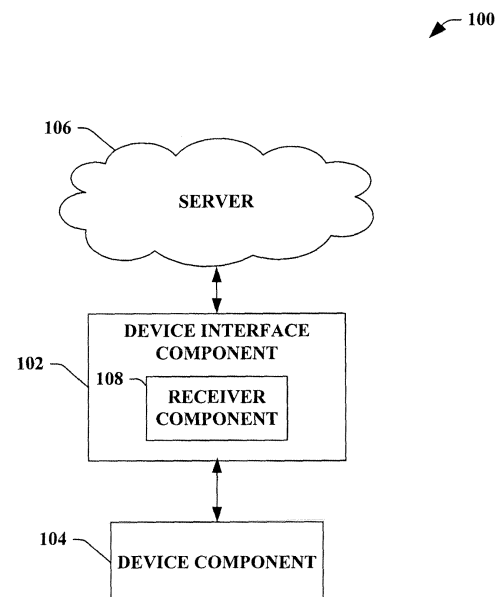 100
106
SERVER
DEVICE INTERFACE
COMPONENT
102
108
RECEIVER
COMPONENT
104
DEVICE COMPONENT